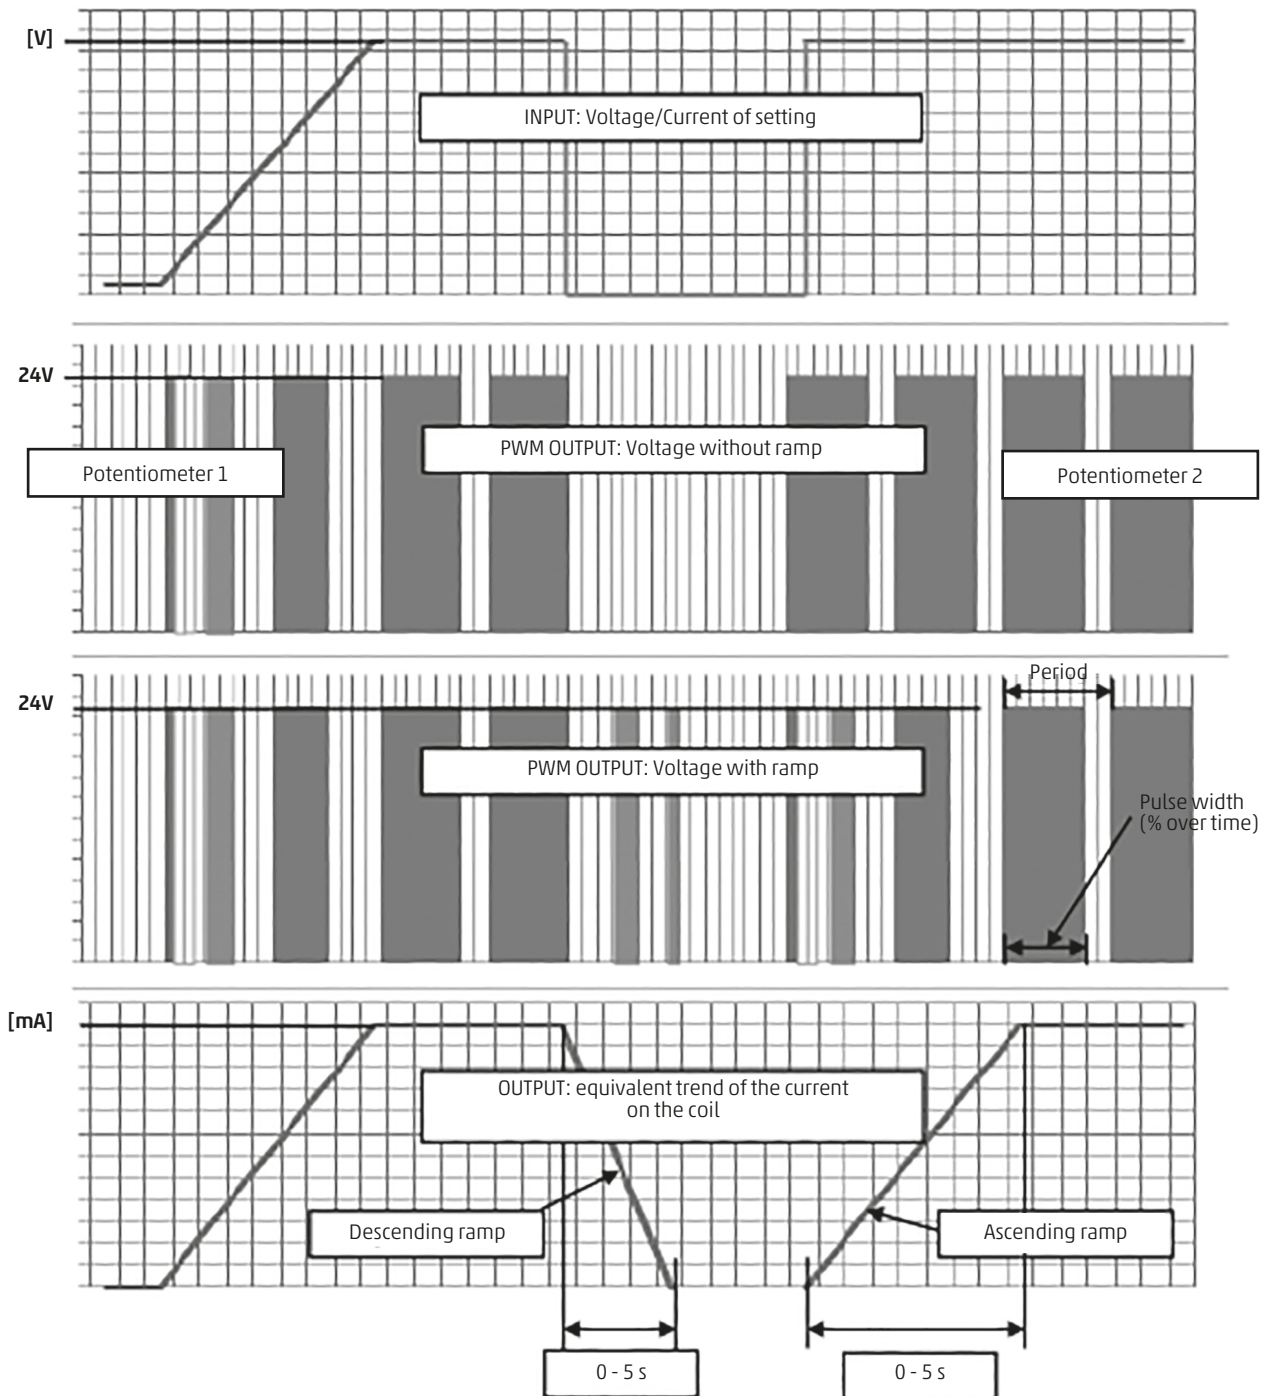 [V]
INPUT: Voltage/Current of setting
24V
PWM OUTPUT: Voltage without ramp
Potentiometer 1
Potentiometer 2
Period
24V
PWM OUTPUT: Voltage with ramp
Pulse width
(% over time)
[mA]
OUTPUT: equivalent trend of the current
on the coil
Descending ramp
Ascending ramp
0 - 5 s
0 - 5 s